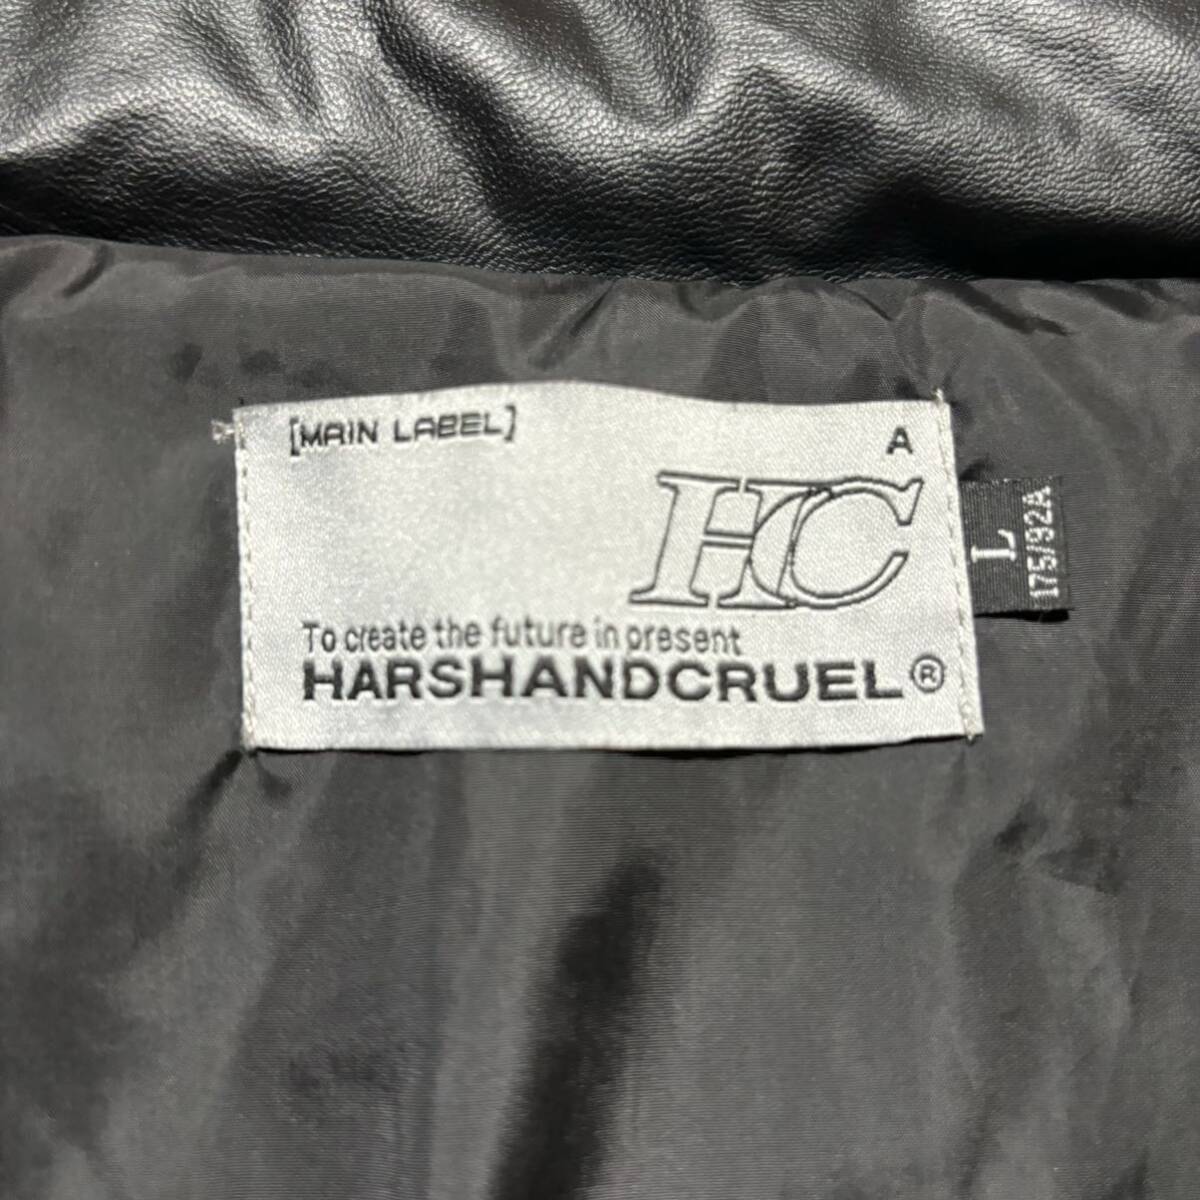 [MAIN LABEL]
A
HC
To create the future in present
HARSHANDCRUEL®
L
175/92A